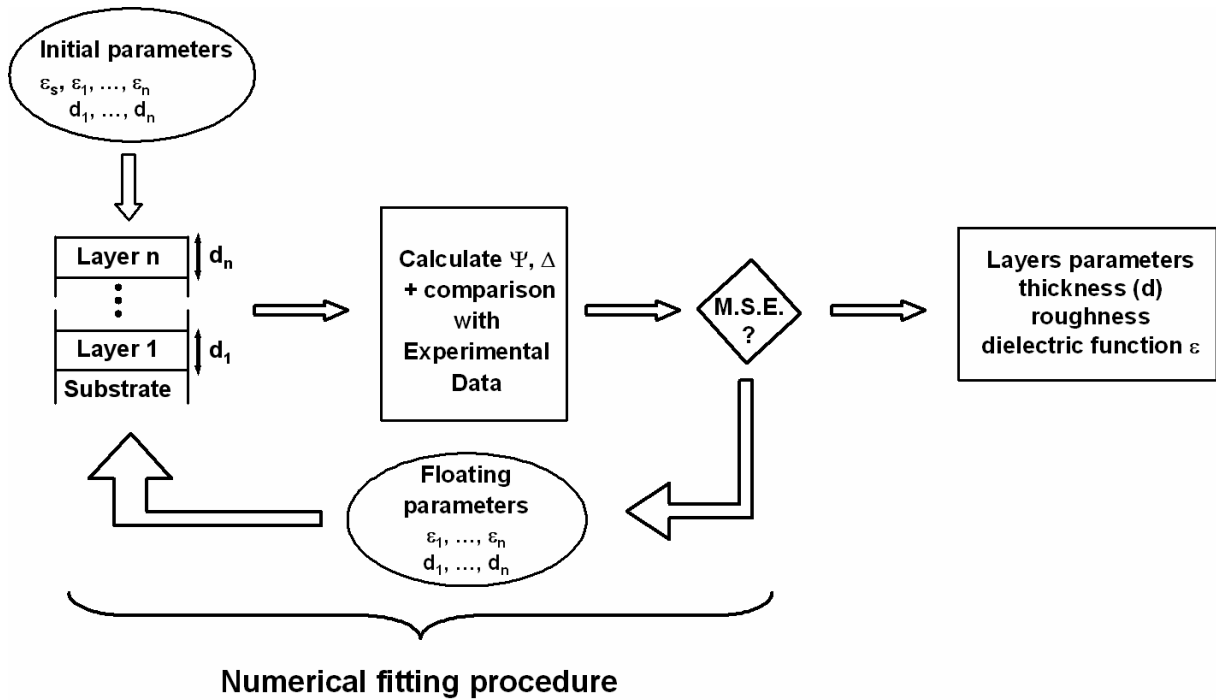 Initial parameters
εs, ε1, ..., εn
d1, ..., dn
Layer n
dn
Layer 1
d1
Substrate
Calculate Ψ, Δ
+ comparison
with
Experimental
Data
M.S.E.
?
Layers parameters
thickness (d)
roughness
dielectric function ε
Floating
parameters
ε1, ..., εn
d1, ..., dn
Numerical fitting procedure